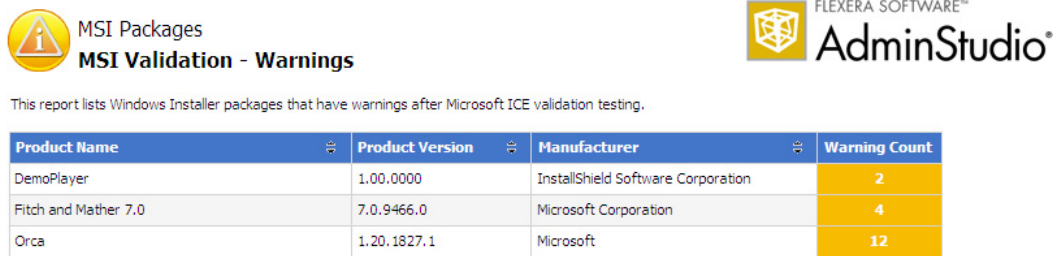 MSI Packages
MSI Validation - Warnings
FLEXERA SOFTWARE™
AdminStudio®
This report lists Windows Installer packages that have warnings after Microsoft ICE validation testing.
Product Name Product Version Manufacturer Warning Count
DemoPlayer 1.00.0000 InstallShield Software Corporation 2
Fitch and Mather 7.0 7.0.9466.0 Microsoft Corporation 4
Orca 1.20.1827.1 Microsoft 12